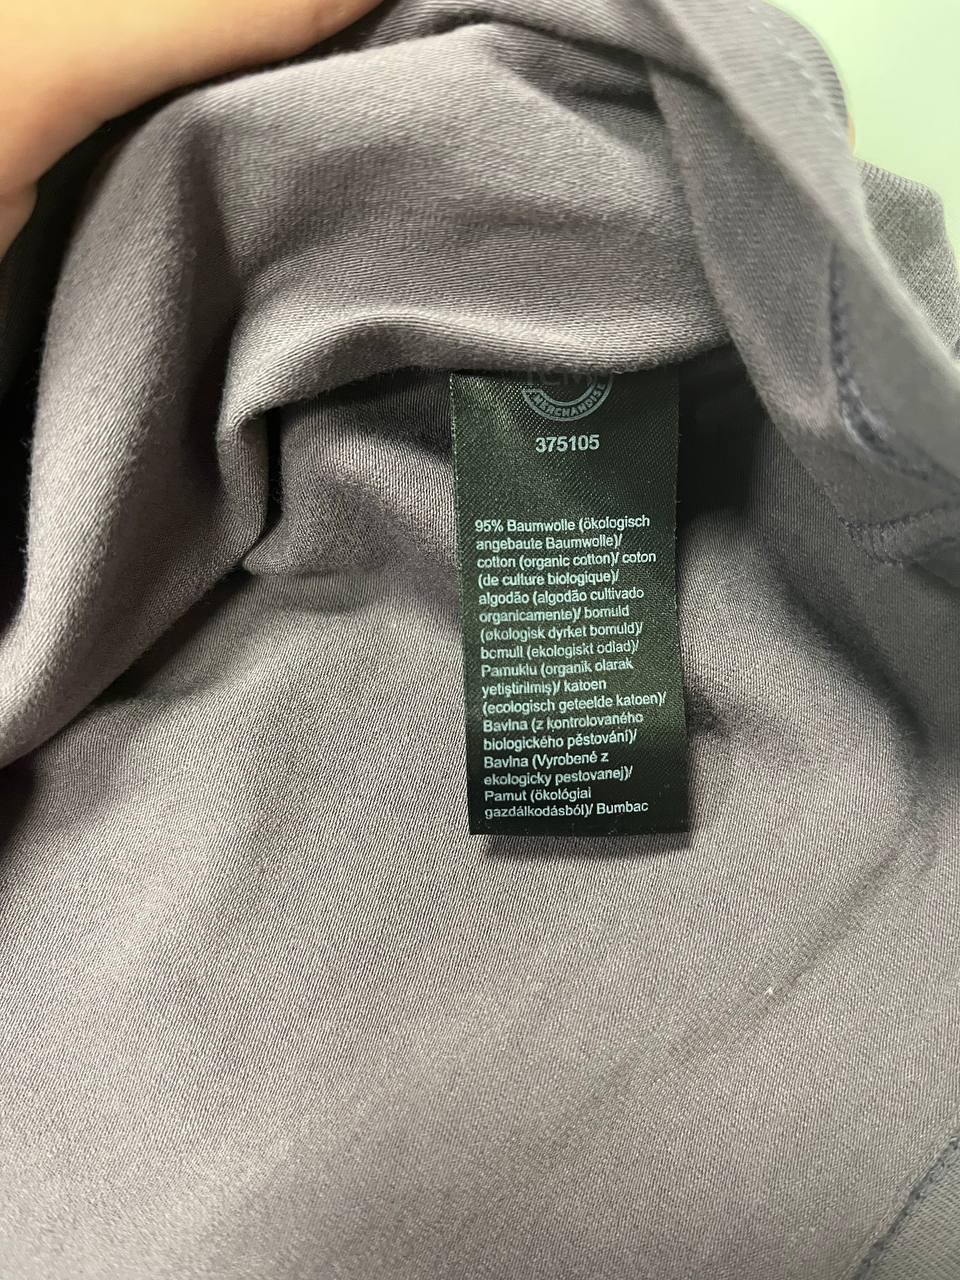 MERCHANDISE
375105
95% Baumwolle (ökologisch
angebaute Baumwolle)/
cotton (organic cotton)/ coton
(de culture biologique)/
algodão (algodão cultivado
organicamente)/ bomuld
(økologisk dyrket bomuld)/
bomull (ekologiskt odlad)/
Pamuklu (organik olarak
yetiştirilmiş)/ katoen
(ecologisch geteelde katoen)/
Bavlna (z kontrolovaného
biologického pěstování)/
Bavlna (Vyrobené z
ekologicky pestovanej)/
Pamut (ökológiai
gazdálkodásból)/ Bumbac